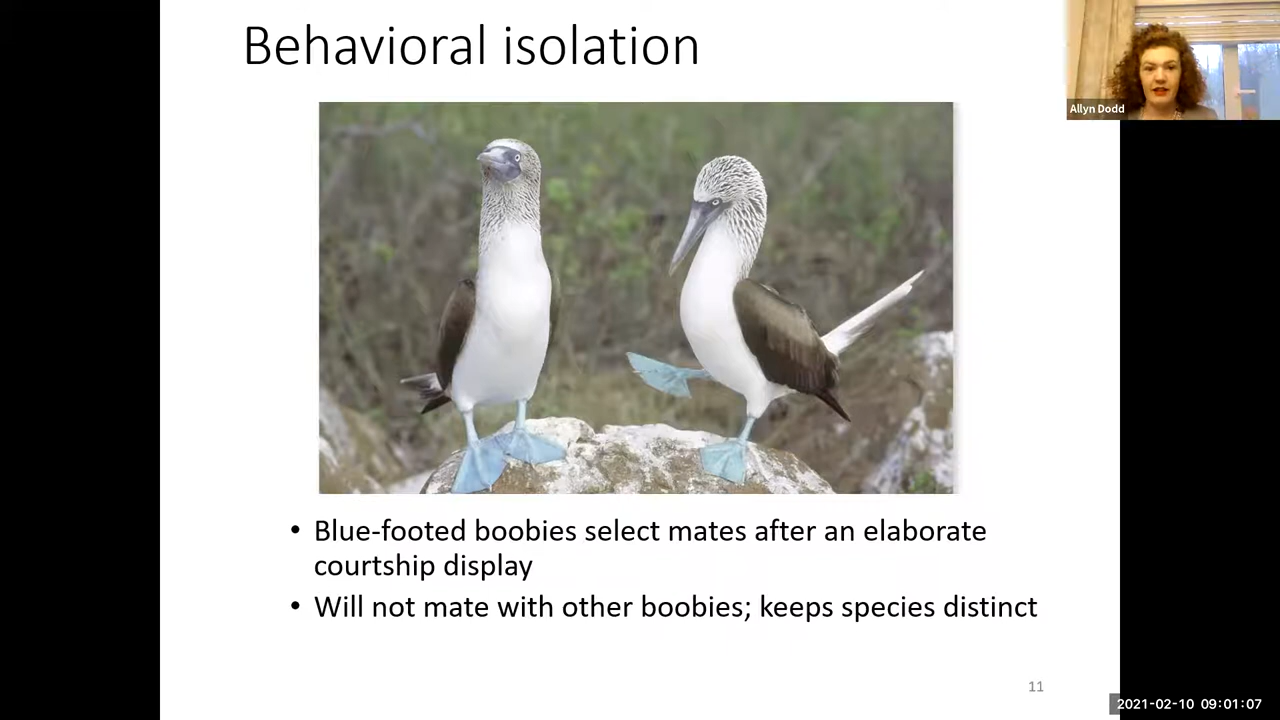 Behavioral isolation
Allyn Dodd
• Blue-footed boobies select mates after an elaborate
courtship display
• Will not mate with other boobies; keeps species distinct
11
2021-02-10 09:01:07